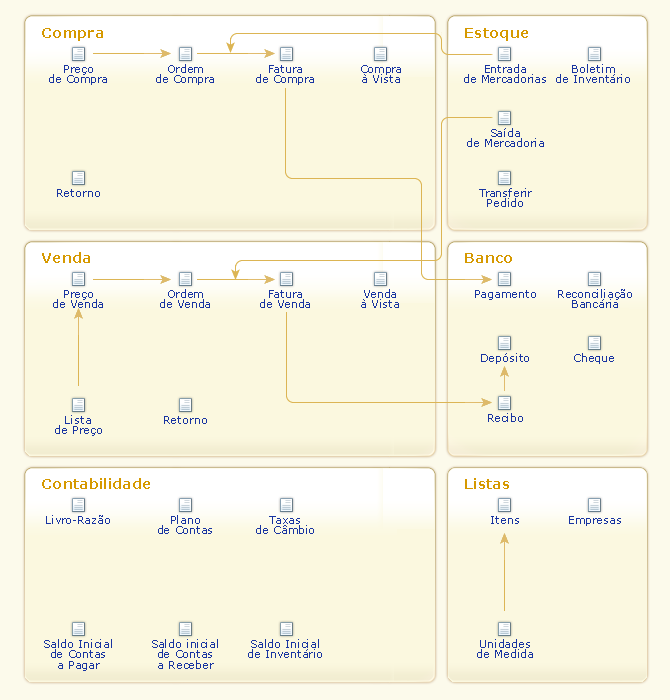 Compra
Preço
de Compra
Ordem
de Compra
Fatura
de Compra
Compra
à Vista
Retorno
Estoque
Entrada
de Mercadorias
Boletim
de Inventário
Saída
de Mercadoria
Transferir
Pedido
Venda
Preço
de Venda
Ordem
de Venda
Fatura
de Venda
Venda
à Vista
Lista
de Preço
Retorno
Banco
Pagamento
Reconciliação
Bancária
Depósito
Cheque
Recibo
Contabilidade
Livro-Razão
Plano
de Contas
Taxas
de Câmbio
Saldo Inicial
de Contas
a Pagar
Saldo inicial
de Contas
a Receber
Saldo Inicial
de Inventário
Listas
Itens
Empresas
Unidades
de Medida